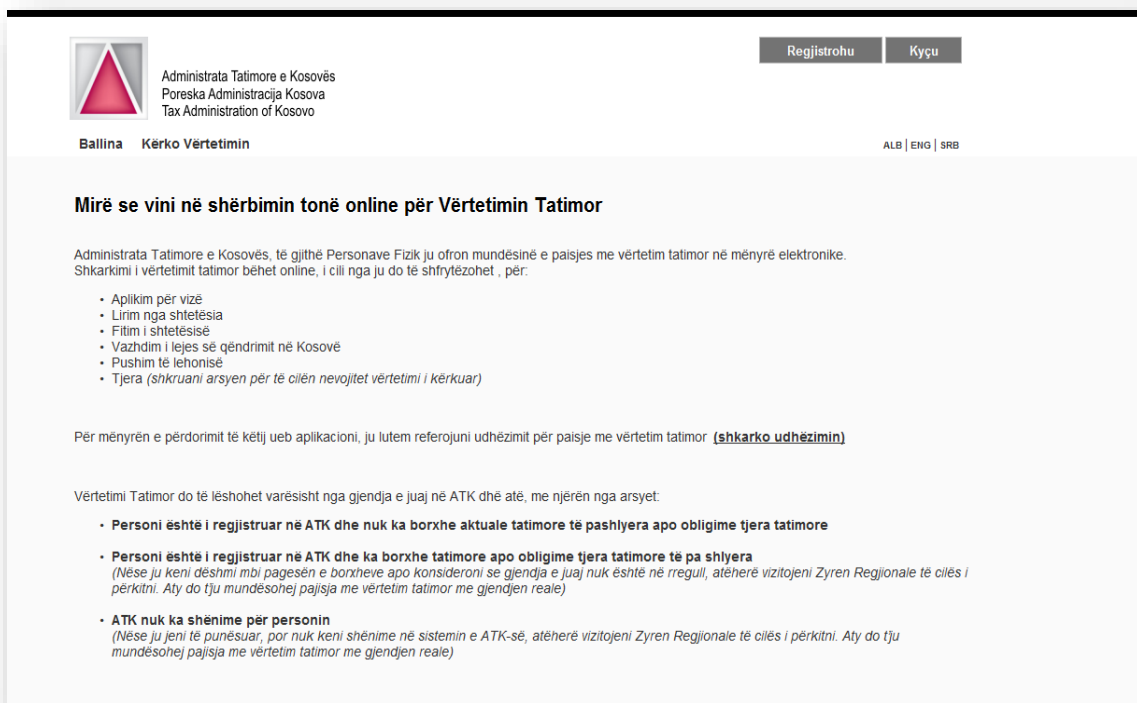 Regjistrohu
Kyçu
Administrata Tatimore e Kosovës
Poreska Administracija Kosova
Tax Administration of Kosovo
Ballina
Kërko Vërtetimin
ALB | ENG | SRB
Mirë se vini në shërbimin tonë online për Vërtetimin Tatimor
Administrata Tatimore e Kosovës, të gjithë Personave Fizik ju ofron mundësinë e paisjes me vërtetim tatimor në mënyrë elektronike.
Shkarkimi i vërtetimit tatimor bëhet online, i cili nga ju do të shfrytëzohet , për:
• Aplikim për vizë
• Lirim nga shtetësia
• Fitim i shtetësisë
• Vazhdim i lejes së qëndrimit në Kosovë
• Pushim të lehonisë
• Tjera (shkruani arsyen për të cilën nevojitet vërtetimi i kërkuar)
Për mënyrën e përdorimit të këtij ueb aplikacioni, ju lutem referojuni udhëzimit për paisje me vërtetim tatimor (shkarko udhëzimin)
Vërtetimi Tatimor do të lëshohet varësisht nga gjendja e juaj në ATK dhë atë, me njërën nga arsyet:
• Personi është i regjistruar në ATK dhe nuk ka borxhe aktuale tatimore të pashlyera apo obligime tjera tatimore
• Personi është i regjistruar në ATK dhe ka borxhe tatimore apo obligime tjera tatimore të pa shlyera
(Nëse ju keni dëshmi mbi pagesën e borxheve apo konsideroni se gjendja e juaj nuk është në rregull, atëherë vizitojeni Zyren Regjionale të cilës i
përkitni. Aty do t'ju mundësohej pajisja me vërtetim tatimor me gjendjen reale)
• ATK nuk ka shënime për personin
(Nëse ju jeni të punësuar, por nuk keni shënime në sistemin e ATK-së, atëherë vizitojeni Zyren Regjionale të cilës i përkitni. Aty do t'ju
mundësohej pajisja me vërtetim tatimor me gjendjen reale)